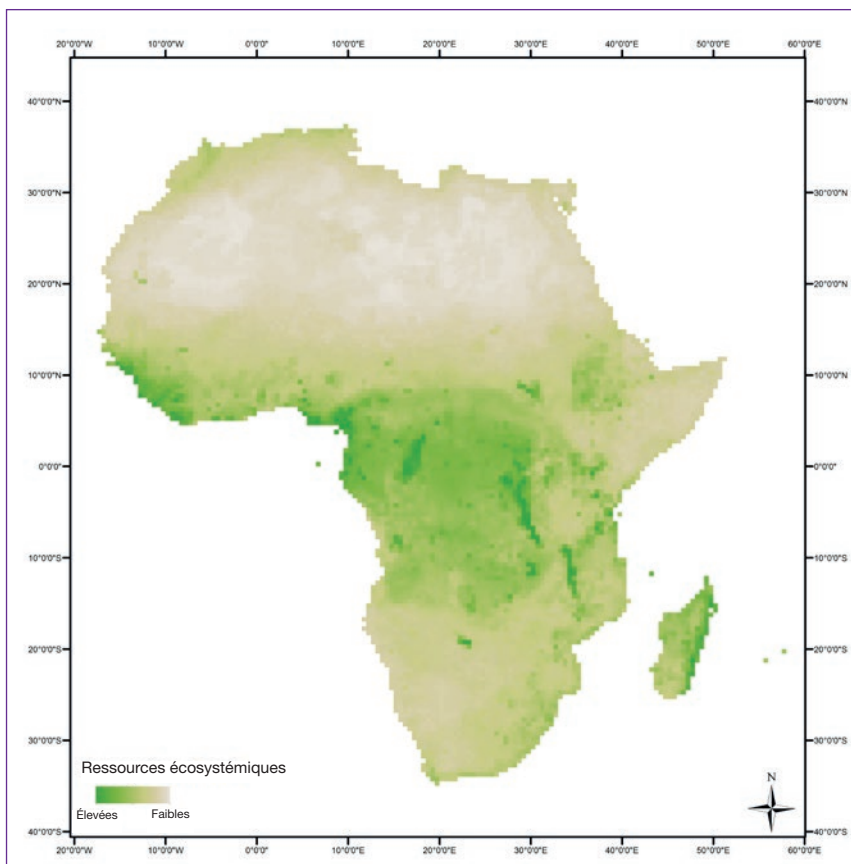 20°0'0"W 10°0'0"W 0°0'0" 10°0'0"E 20°0'0"E 30°0'0"E 40°0'0"E 50°0'0"E 60°0'0"E
40°0'0"N 40°0'0"N
30°0'0"N 30°0'0"N
20°0'0"N 20°0'0"N
10°0'0"N 10°0'0"N
0°0'0" 0°0'0"
10°0'0"S 10°0'0"S
20°0'0"S 20°0'0"S
30°0'0"S 30°0'0"S
Ressources écosystémiques
N
Élevées Faibles
40°0'0"S 40°0'0"S
20°0'0"W 10°0'0"W 0°0'0" 10°0'0"E 20°0'0"E 30°0'0"E 40°0'0"E 50°0'0"E 60°0'0"E